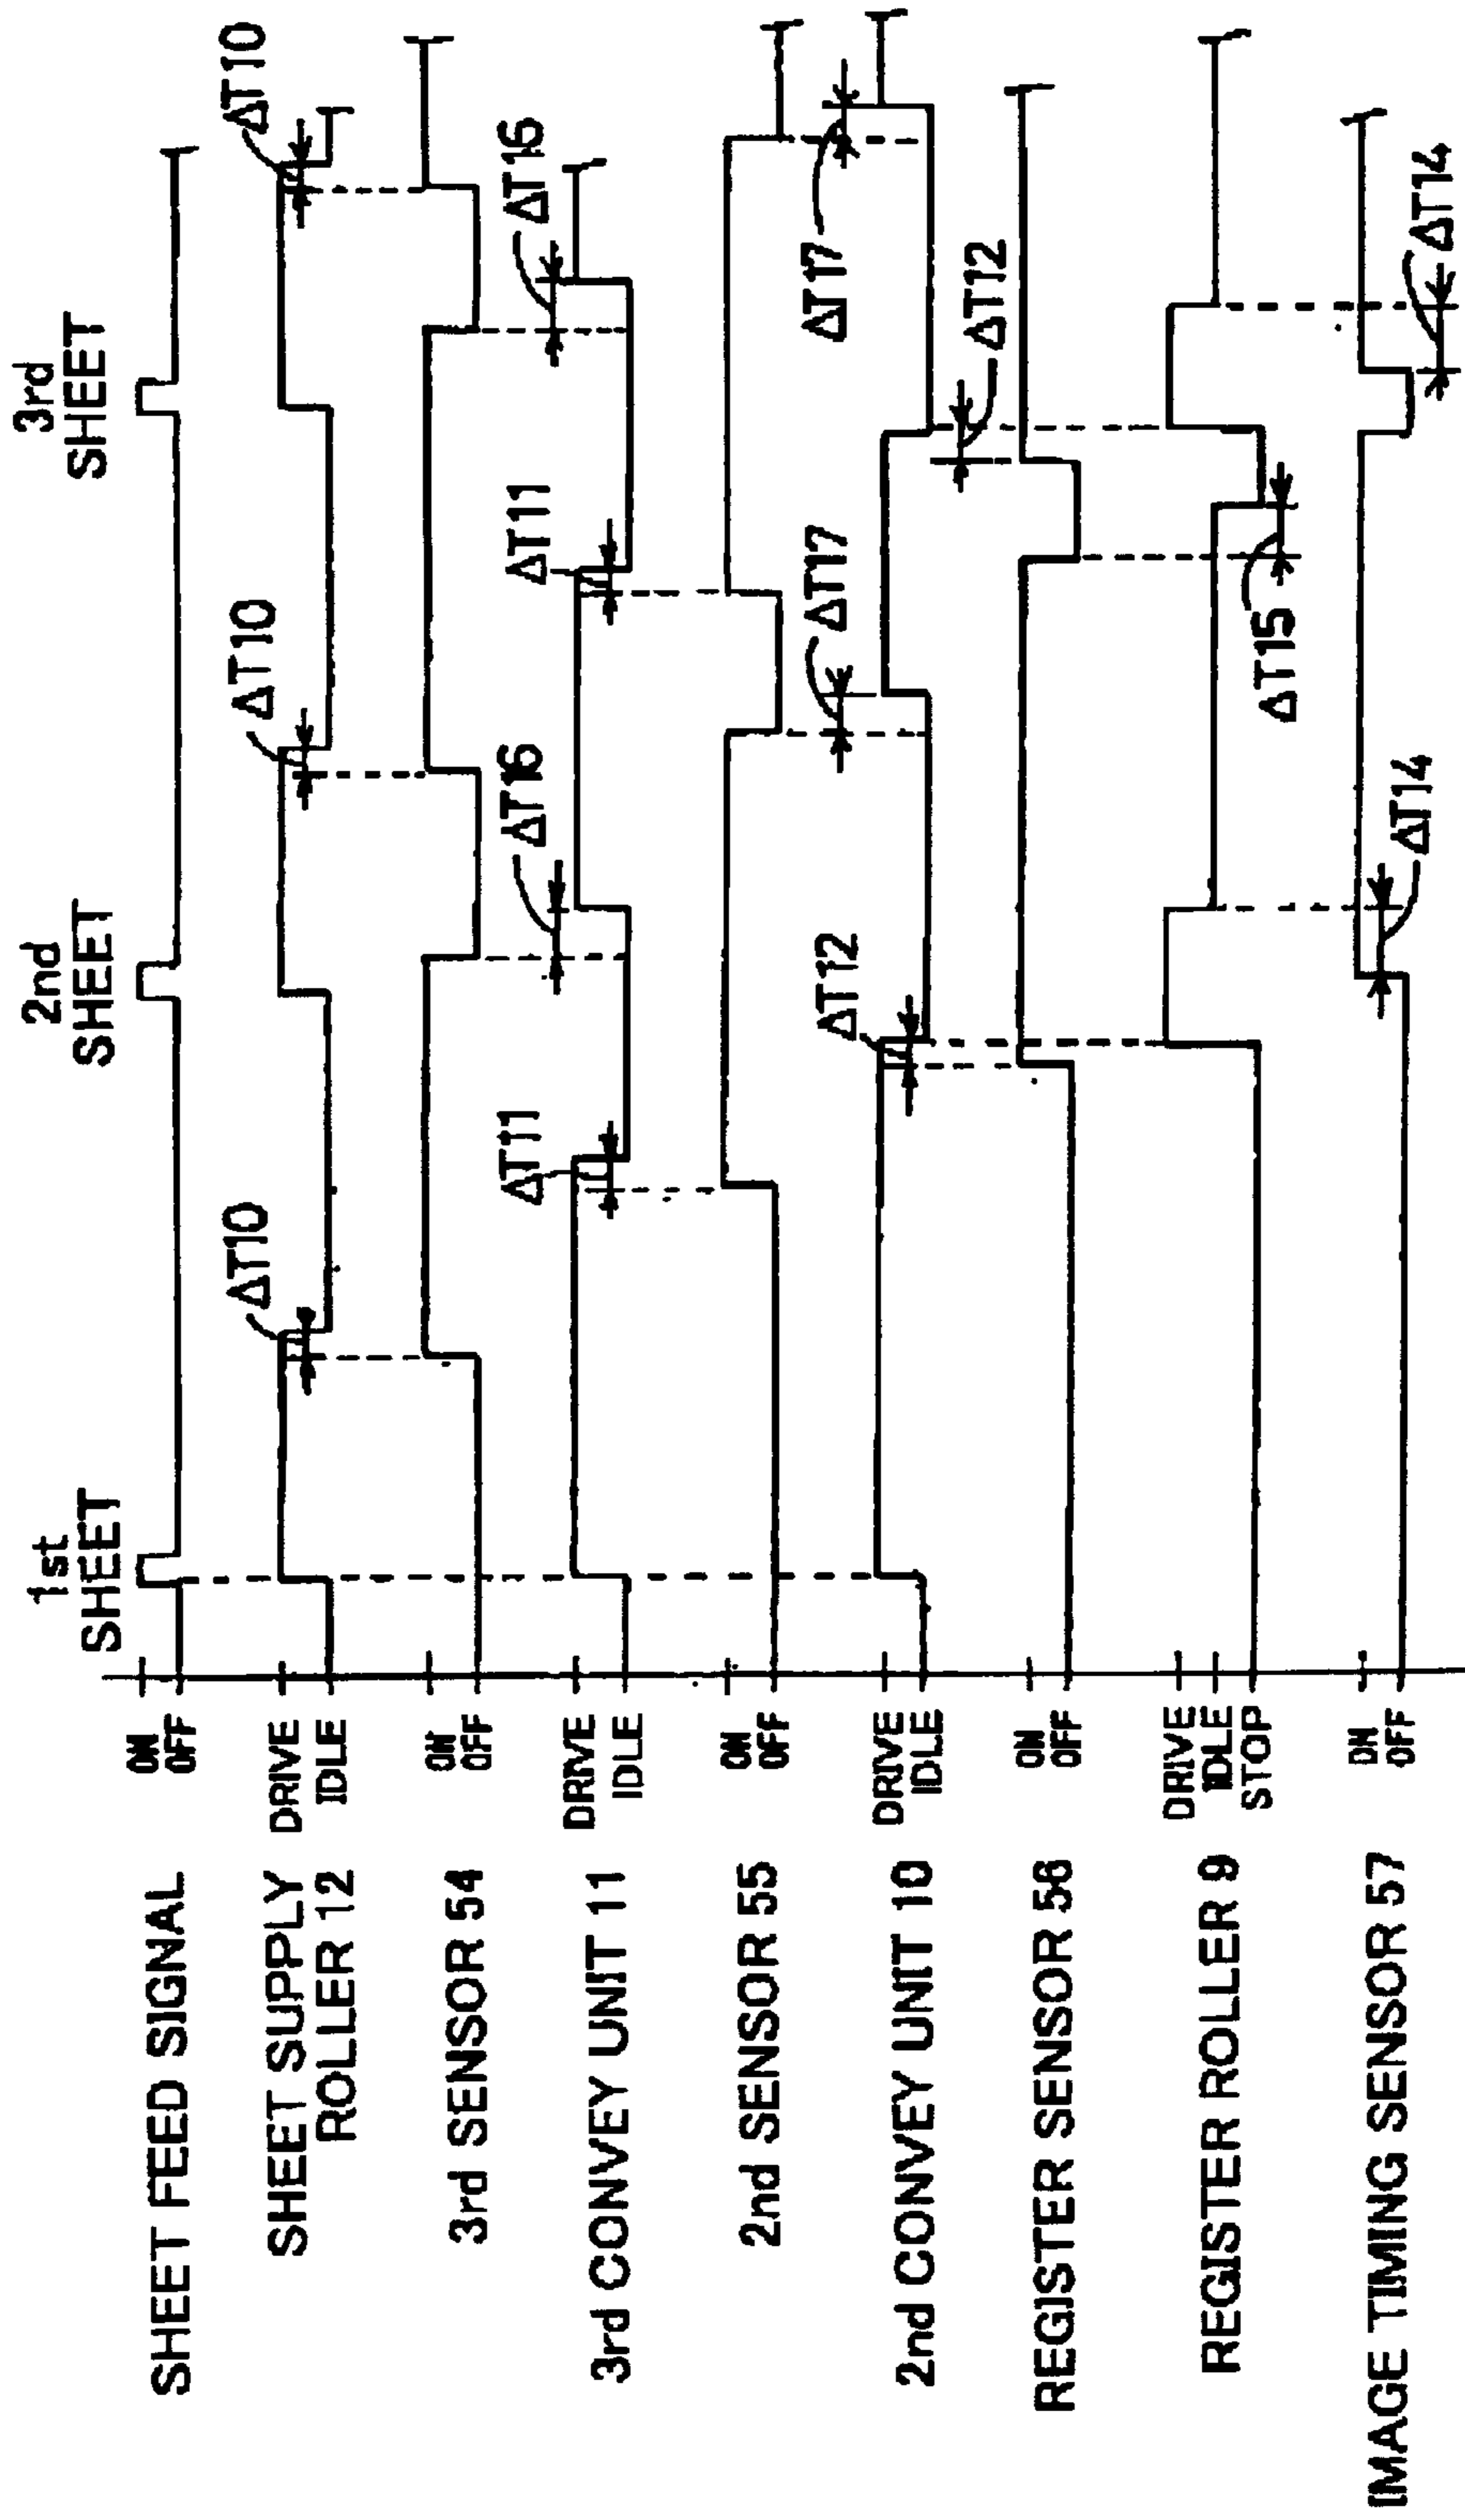 1st
SHEET
2nd
SHEET
3rd
SHEET
SHEET FEED SIGNAL
ON
OFF
SHEET SUPPLY
ROLLER 12
DRIVE
IDLE
ΔT10
ΔT10
ΔT10
3rd SENSOR 54
ON
OFF
3rd CONVEY UNIT 11
DRIVE
IDLE
ΔT11
ΔT16
ΔT11
ΔT16
2nd SENSOR 55
ON
OFF
2nd CONVEY UNIT 10
DRIVE
IDLE
ΔT12
ΔT17
ΔT12
ΔT17
REGISTER SENSOR 56
ON
OFF
REGISTER ROLLER 9
DRIVE
IDLE
STOP
ΔT15
IMAGE TIMING SENSOR 57
ON
OFF
ΔT14
ΔT14